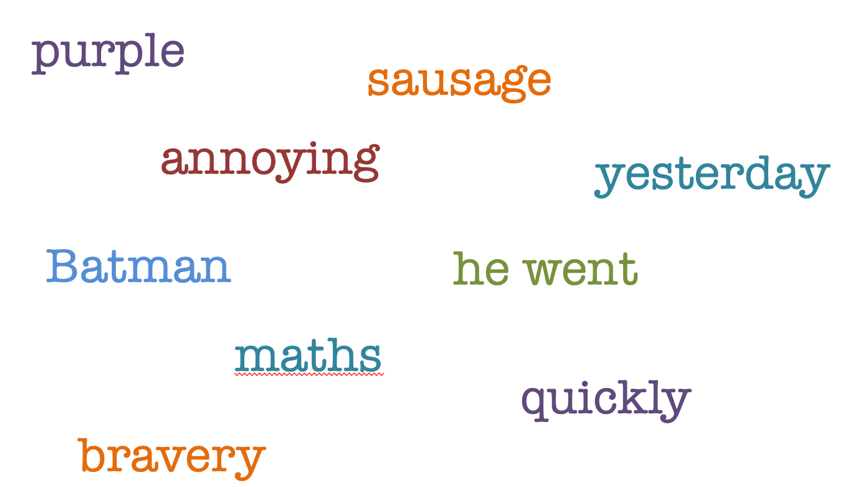 purple
sausage
annoying
yesterday
Batman
he went
maths
quickly
bravery